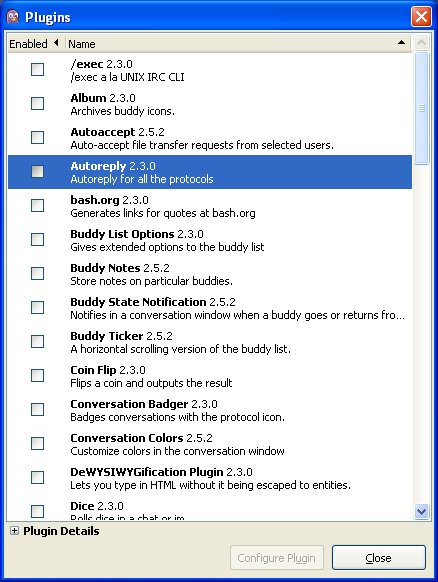 Plugins
Enabled Name
/exec 2.3.0
/exec a la UNIX IRC CLI
Album 2.3.0
Archives buddy icons.
Autoaccept 2.5.2
Auto-accept file transfer requests from selected users.
Autoreply 2.3.0
Autoreply for all the protocols
bash.org 2.3.0
Generates links for quotes at bash.org
Buddy List Options 2.3.0
Gives extended options to the buddy list
Buddy Notes 2.5.2
Store notes on particular buddies.
Buddy State Notification 2.5.2
Notifies in a conversation window when a buddy goes or returns fro...
Buddy Ticker 2.5.2
A horizontal scrolling version of the buddy list.
Coin Flip 2.3.0
Flips a coin and outputs the result
Conversation Badger 2.3.0
Badges conversations with the protocol icon.
Conversation Colors 2.5.2
Customize colors in the conversation window
DeWYSIWYGification Plugin 2.3.0
Lets you type in HTML without it being escaped to entities.
Dice 2.3.0
Rolls dice in a chat or im
Plugin Details
Configure Plugin
Close